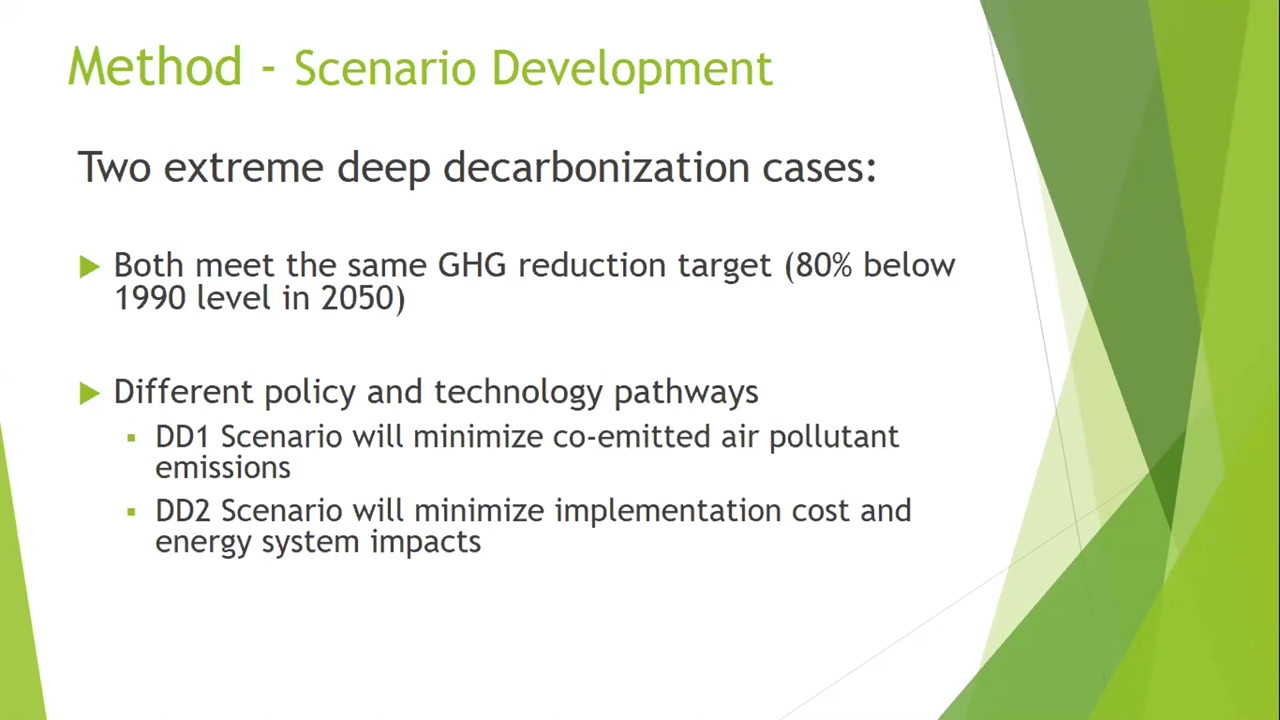 Method - Scenario Development
Two extreme deep decarbonization cases:
Both meet the same GHG reduction target (80% below
1990 level in 2050)
Different policy and technology pathways
DD1 Scenario will minimize co-emitted air pollutant
emissions
DD2 Scenario will minimize implementation cost and
energy system impacts